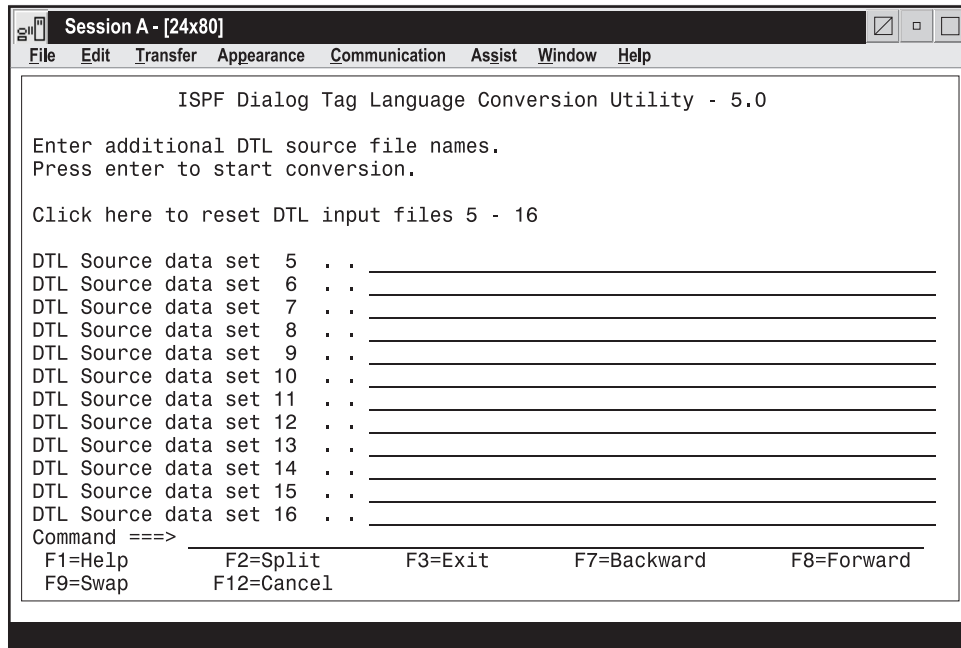 Session A - [24x80]
File Edit Transfer Appearance Communication Assist Window Help
ISPF Dialog Tag Language Conversion Utility - 5.0
Enter additional DTL source file names.
Press enter to start conversion.
Click here to reset DTL input files 5 - 16
DTL Source data set 5 . .
DTL Source data set 6 . .
DTL Source data set 7 . .
DTL Source data set 8 . .
DTL Source data set 9 . .
DTL Source data set 10 . .
DTL Source data set 11 . .
DTL Source data set 12 . .
DTL Source data set 13 . .
DTL Source data set 14 . .
DTL Source data set 15 . .
DTL Source data set 16 . .
Command ===>
F1=Help F2=Split F3=Exit F7=Backward F8=Forward
F9=Swap F12=Cancel